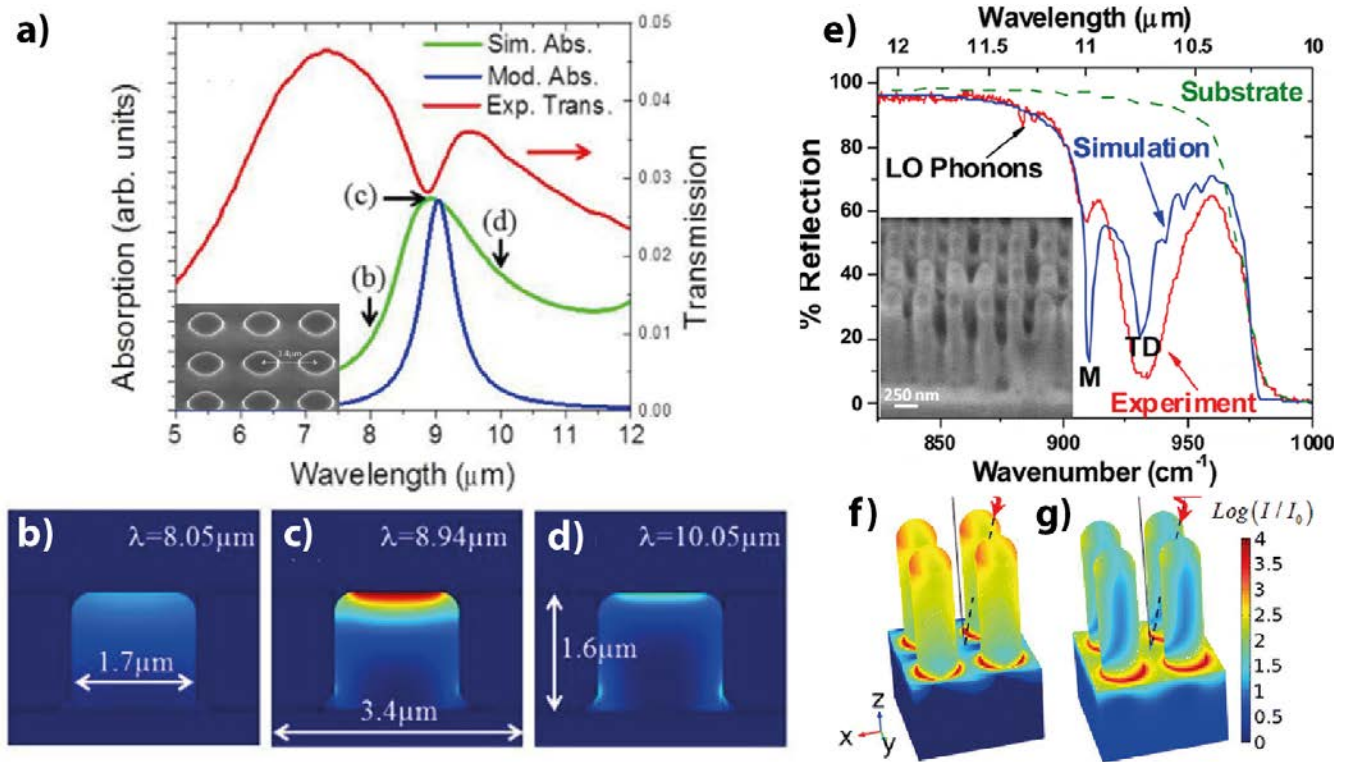 a)
Absorption (arb. units)
Sim. Abs.
Mod. Abs.
Exp. Trans.
(c)
(d)
(b)
1.4μm
0.05
0.04
0.03
0.02
0.01
0.00
Transmission
5 6 7 8 9 10 11 12
Wavelength (μm)
b)
λ=8.05μm
1.7μm
c)
λ=8.94μm
3.4μm
d)
λ=10.05μm
1.6μm
e)
Wavelength (μm)
12 11.5 11 10.5 10
% Reflection
100
80
60
40
20
0
Substrate
Simulation
LO Phonons
M
TD
Experiment
250 nm
850 900 950 1000
Wavenumber (cm-1)
f)
g)
Log(I/I0)
4
3.5
3
2.5
2
1.5
1
0.5
0
z
x
y